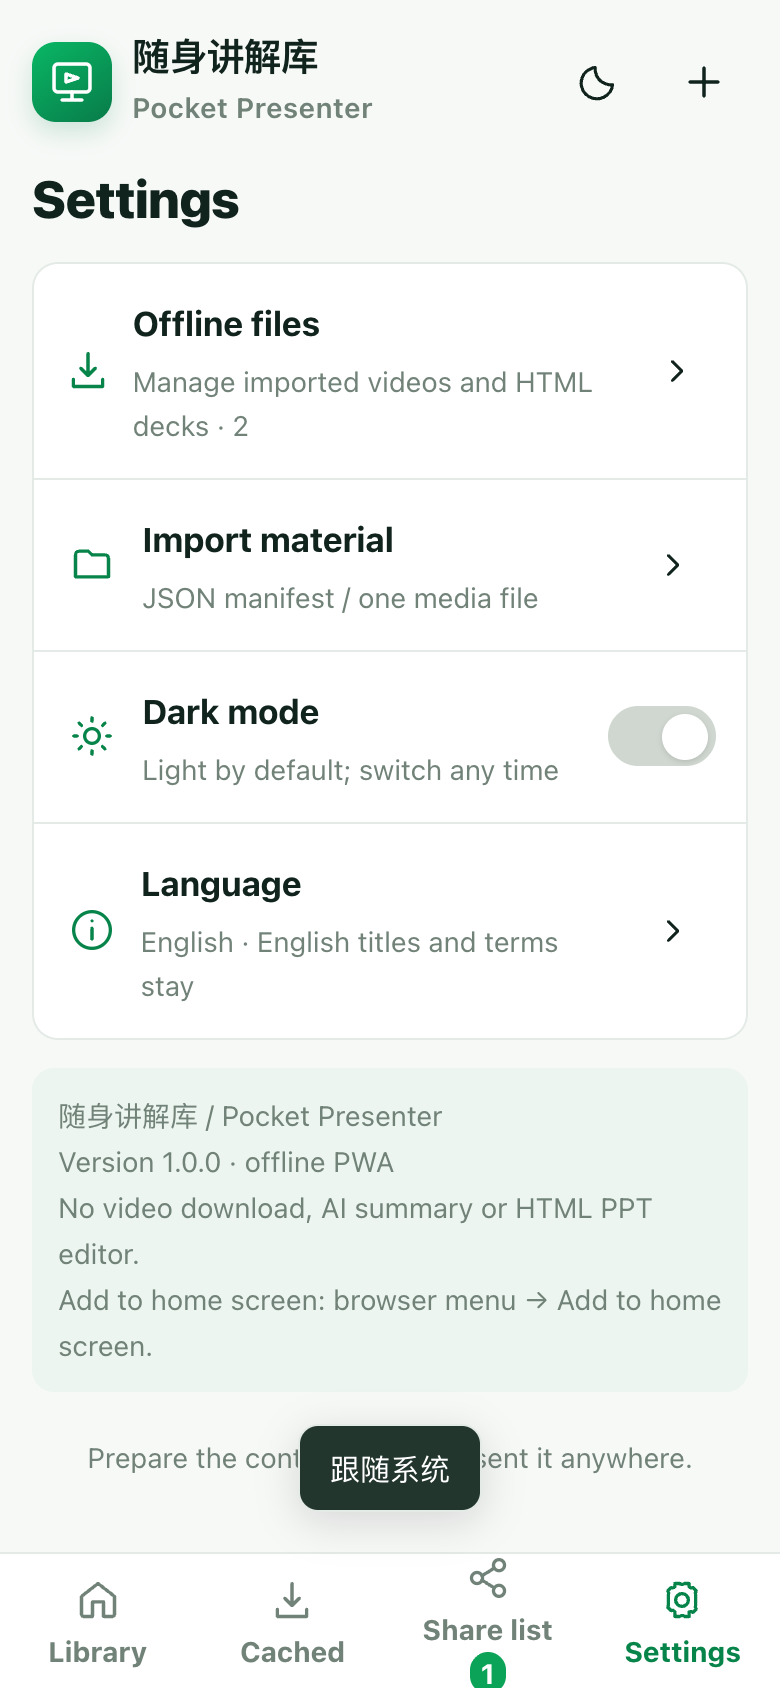 随身讲解库
Pocket Presenter
Settings
Offline files
Manage imported videos and HTML
decks · 2
Import material
JSON manifest / one media file
Dark mode
Light by default; switch any time
Language
English · English titles and terms
stay
随身讲解库 / Pocket Presenter
Version 1.0.0 · offline PWA
No video download, AI summary or HTML PPT
editor.
Add to home screen: browser menu → Add to home
screen.
Prepare the it anywhere.
跟随系统
Library
Cached
Share list
1
Settings